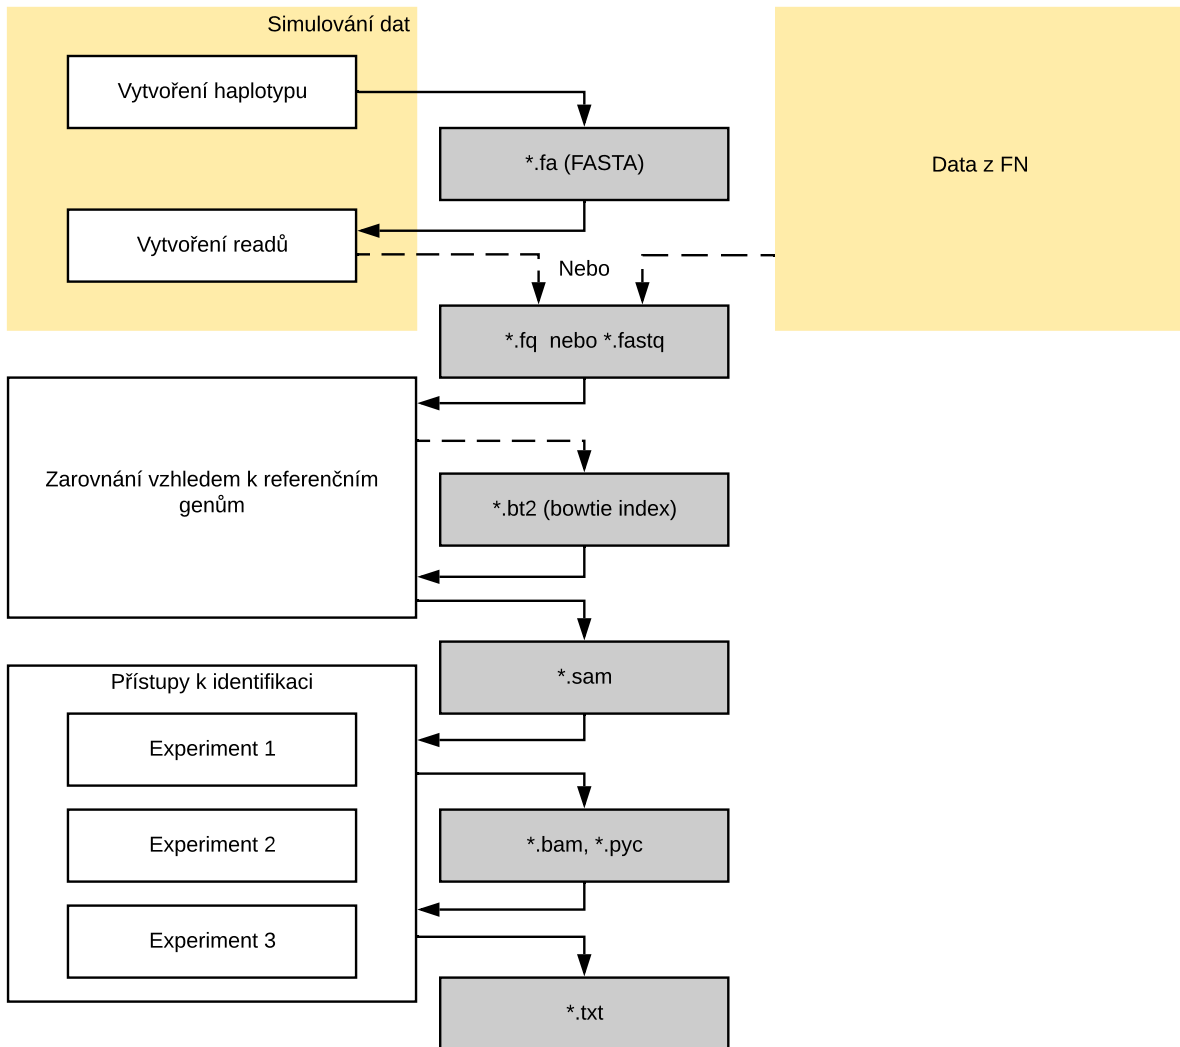 Simulování dat
Vytvoření haplotypu
*.fa (FASTA)
Data z FN
Vytvoření readů
Nebo
*.fq  nebo *.fastq
Zarovnání vzhledem k referenčním
genům
*.bt2 (bowtie index)
*.sam
Přístupy k identifikaci
Experiment 1
Experiment 2
*.bam, *.pyc
Experiment 3
*.txt